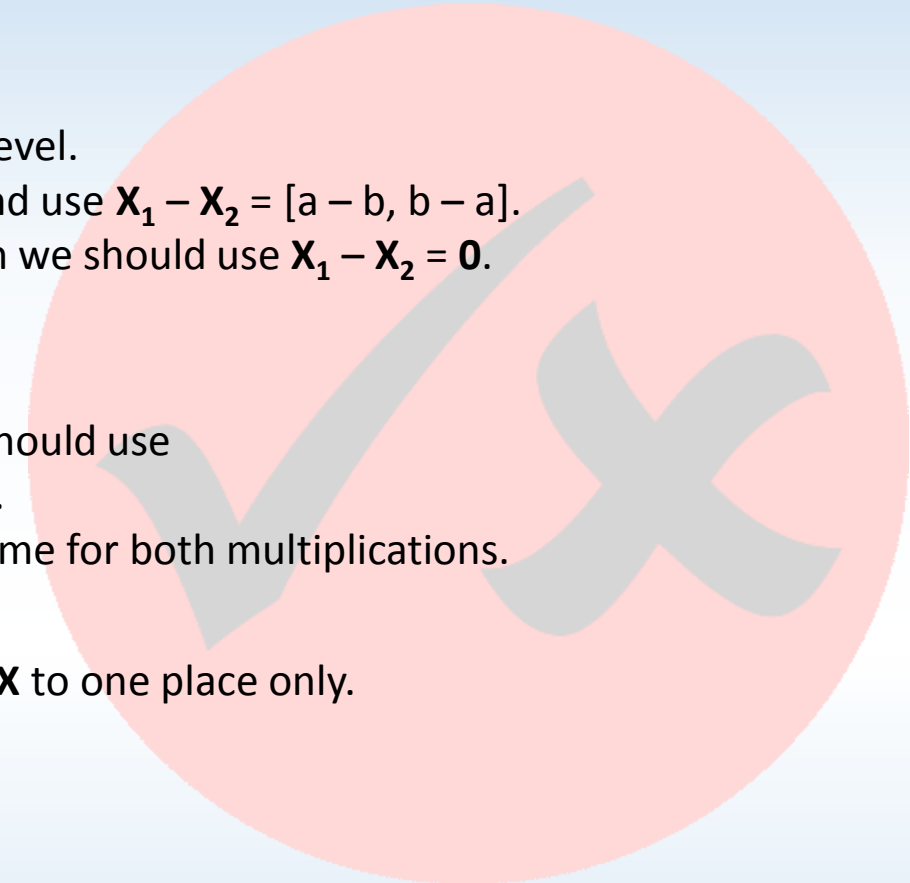 evel.
nd use X₁ – X₂ = [a – b, b – a].
n we should use X₁ – X₂ = 0.
hould use
.
me for both multiplications.
X to one place only.